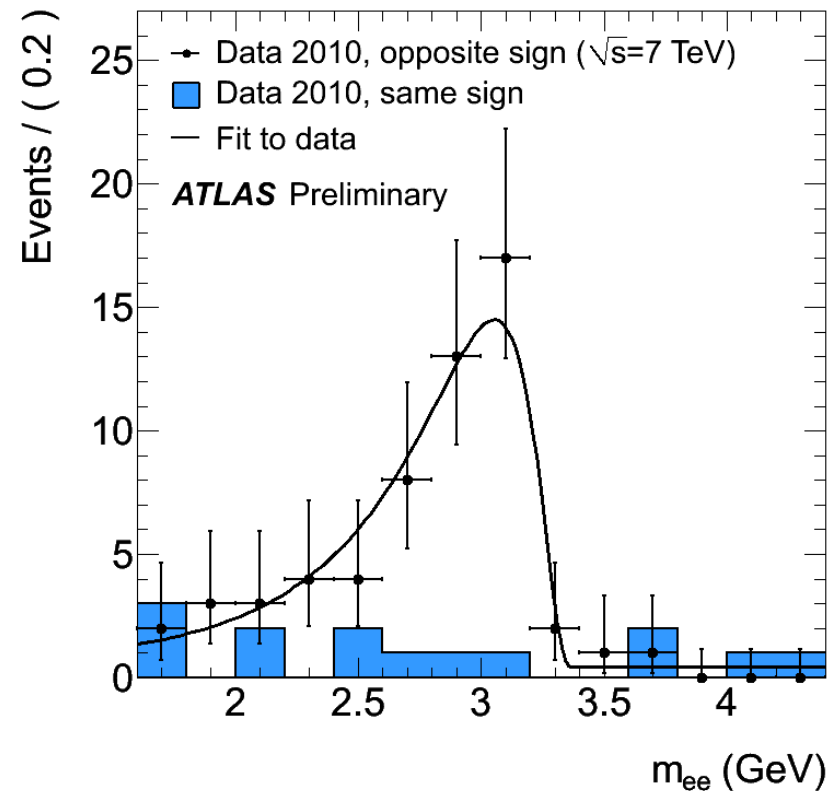 Events / ( 0.2 )
25
20
15
10
5
0
Data 2010, opposite sign (√s=7 TeV)
Data 2010, same sign
Fit to data
ATLAS Preliminary
2 2.5 3 3.5 4
m_ee (GeV)